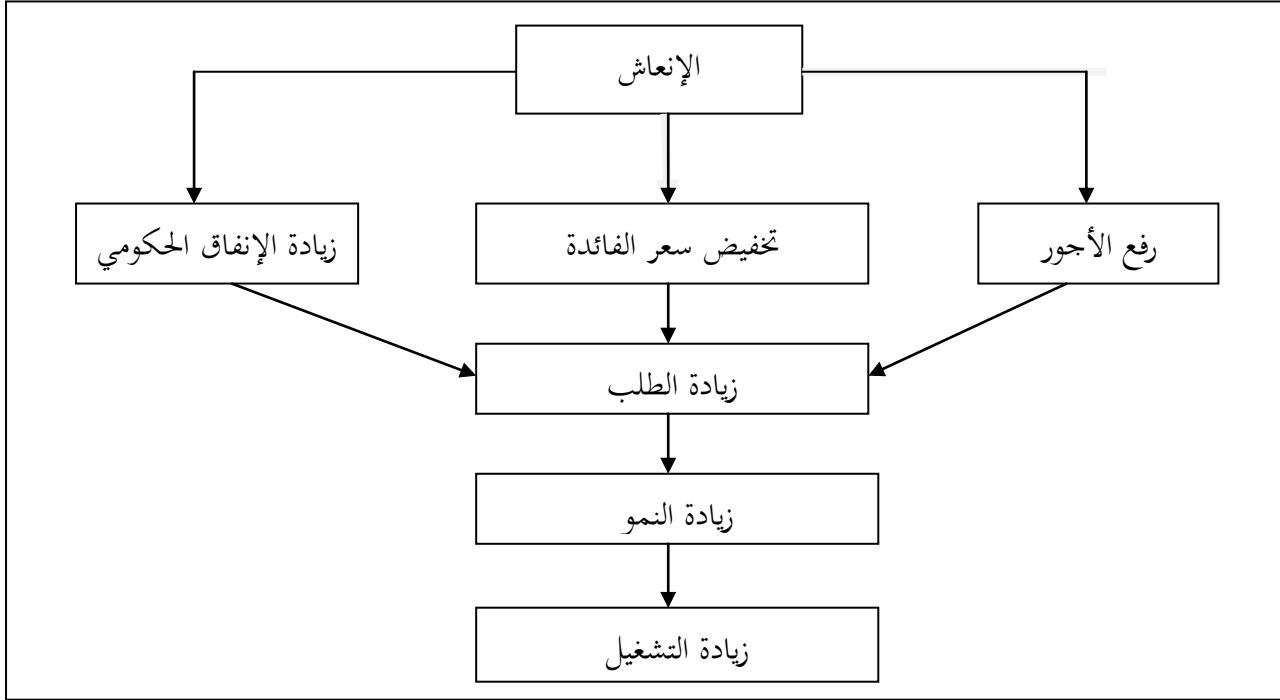 الإنعاش
رفع الأجور
تخفيض سعر الفائدة
زيادة الإنفاق الحكومي
زيادة الطلب
زيادة النمو
زيادة التشغيل